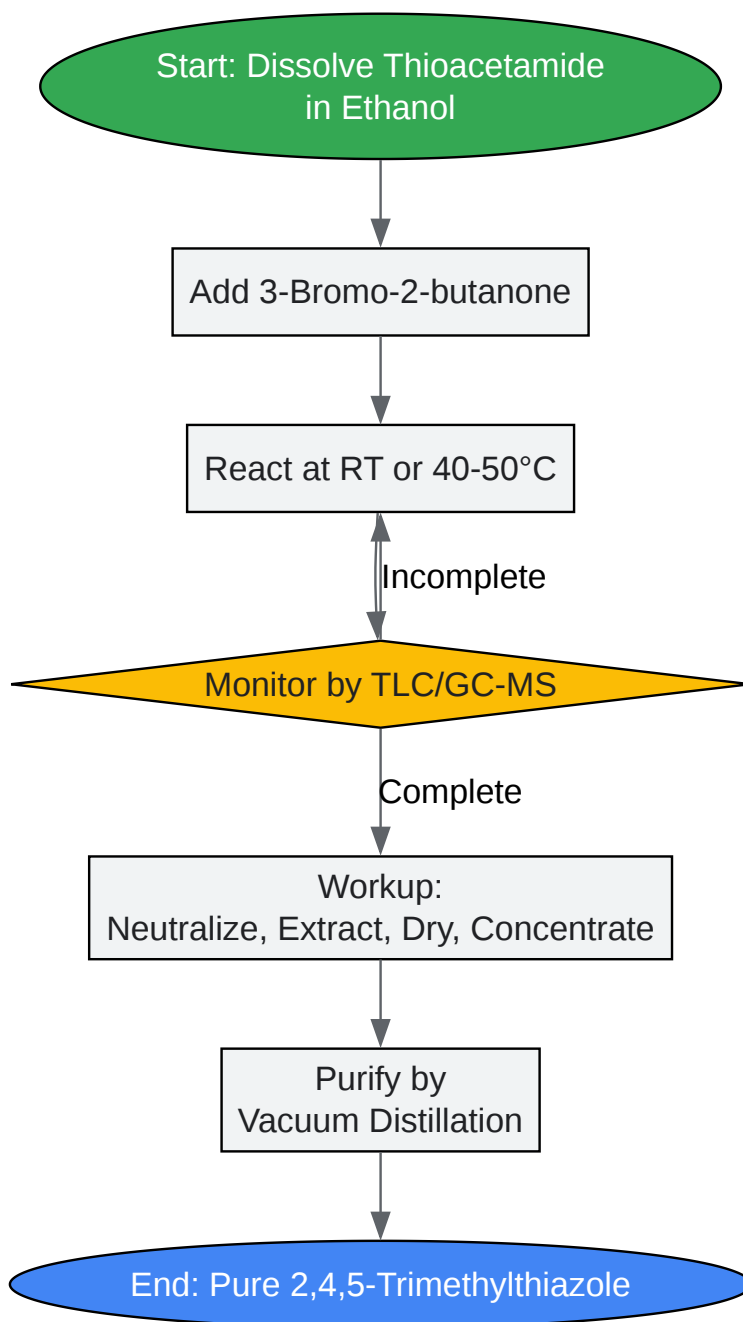 Start: Dissolve Thioacetamide
in Ethanol
Add 3-Bromo-2-butanone
React at RT or 40-50°C
Incomplete
Monitor by TLC/GC-MS
Complete
Workup:
Neutralize, Extract, Dry, Concentrate
Purify by
Vacuum Distillation
End: Pure 2,4,5-Trimethylthiazole